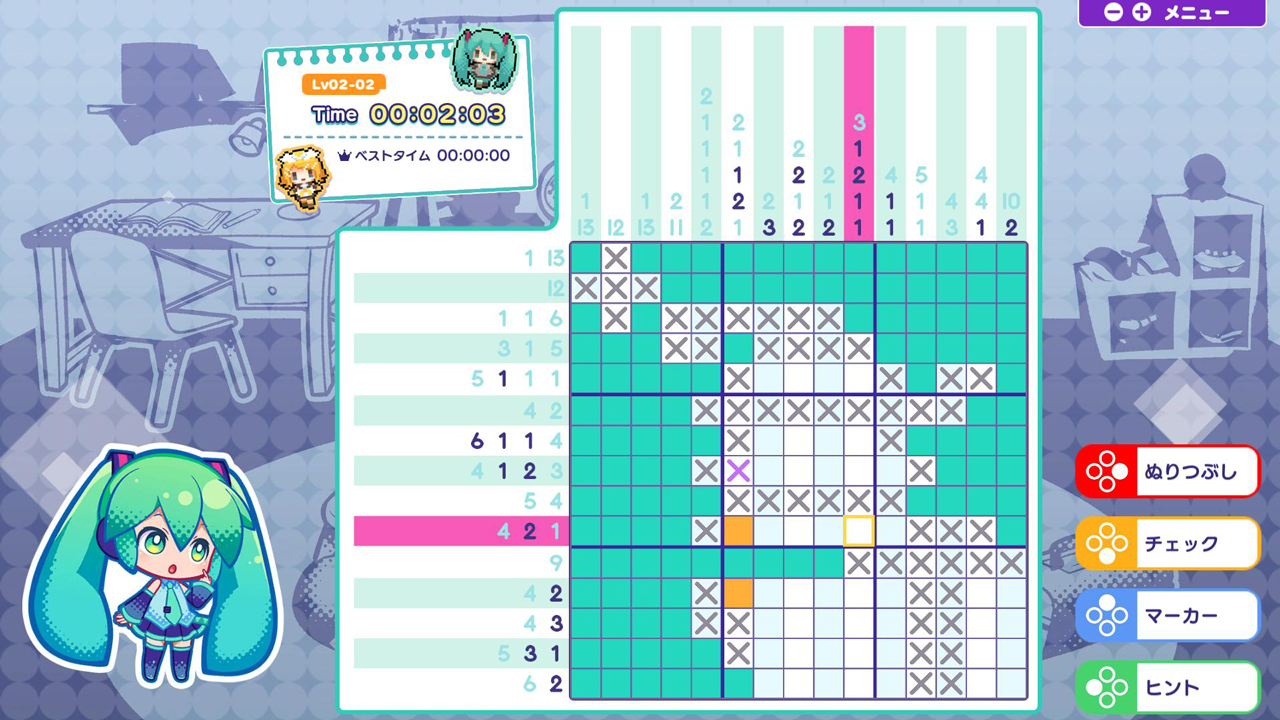 メニュー
Lv02-02
Time 00:02:03
ベストタイム 00:00:00
2
1 2 3
1 1 2 1
1 1 2 2 2 4 5 4
1 1 2 1 2 2 1 1 1 1 1 4 4 10
13 12 13 11 2 1 3 2 2 1 1 1 3 1 2
1 13
12
1 1 6
3 1 5
5 1 1 1
4 2
6 1 1 4
4 1 2 3
5 4
4 2 1
9
4 2
4 3
5 3 1
6 2
ぬりつぶし
チェック
マーカー
ヒント